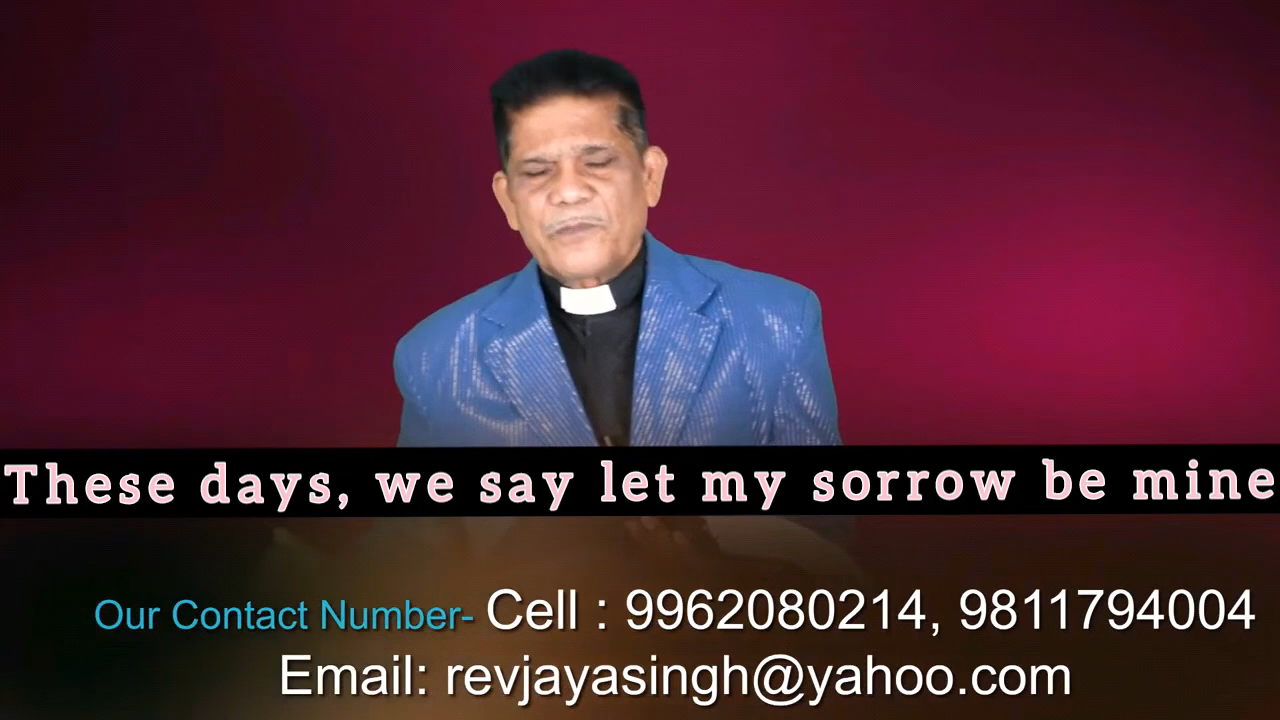 These days, we say let my sorrow be mine
Our Contact Number- Cell : 9962080214, 9811794004
Email: revjayasingh@yahoo.com